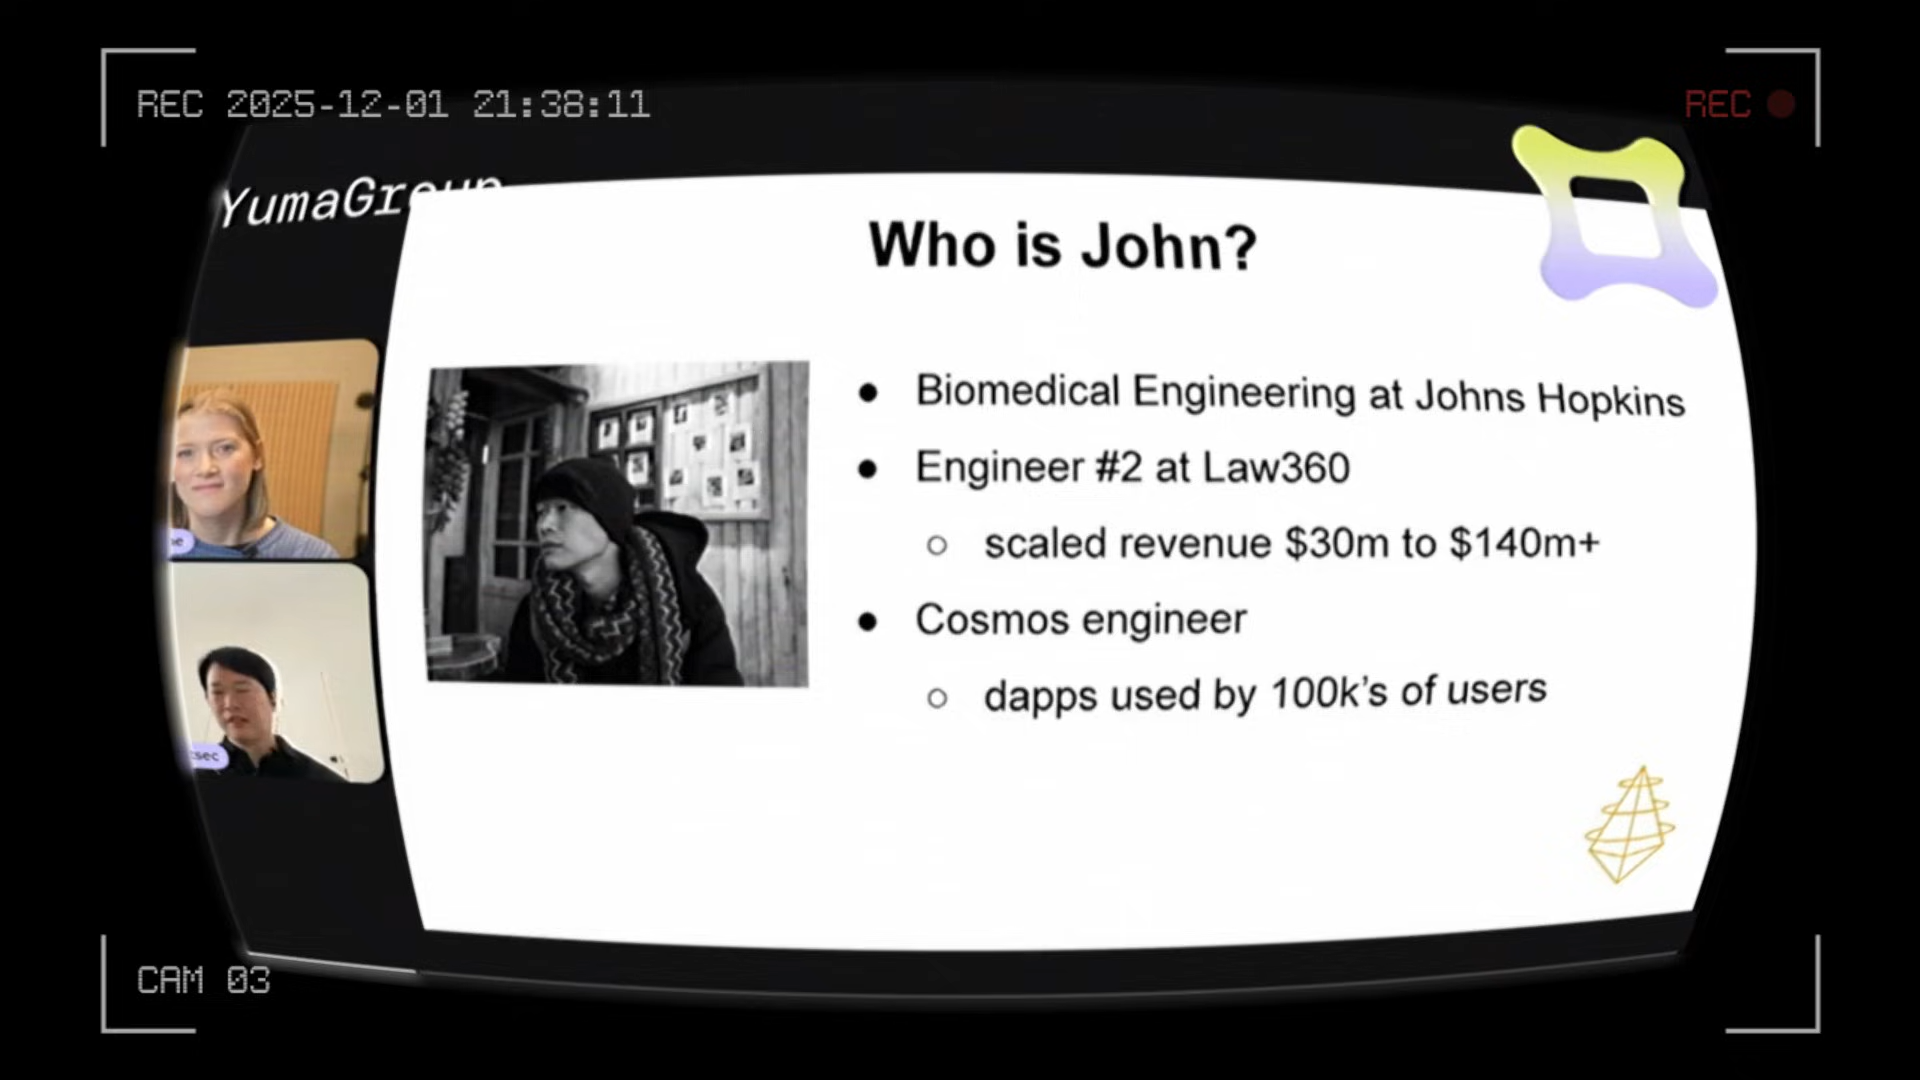 REC 2025-12-01 21:38:11
REC
YumaGroup
Who is John?
● Biomedical Engineering at Johns Hopkins
● Engineer #2 at Law360
○ scaled revenue $30m to $140m+
● Cosmos engineer
○ dapps used by 100k’s of users
CAM 03